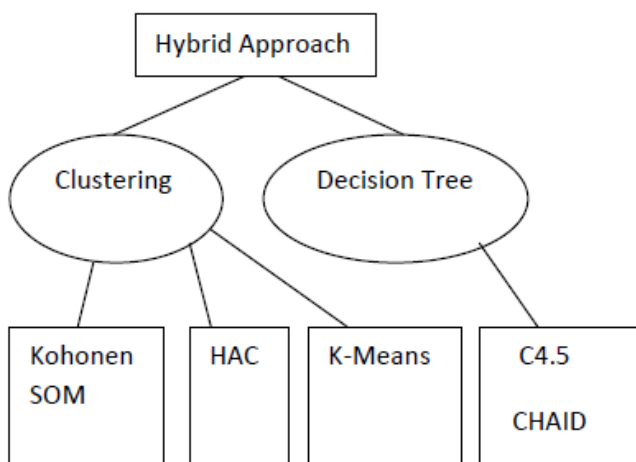 Hybrid Approach
Clustering
Decision Tree
Kohonen
SOM
HAC
K-Means
C4.5
CHAID